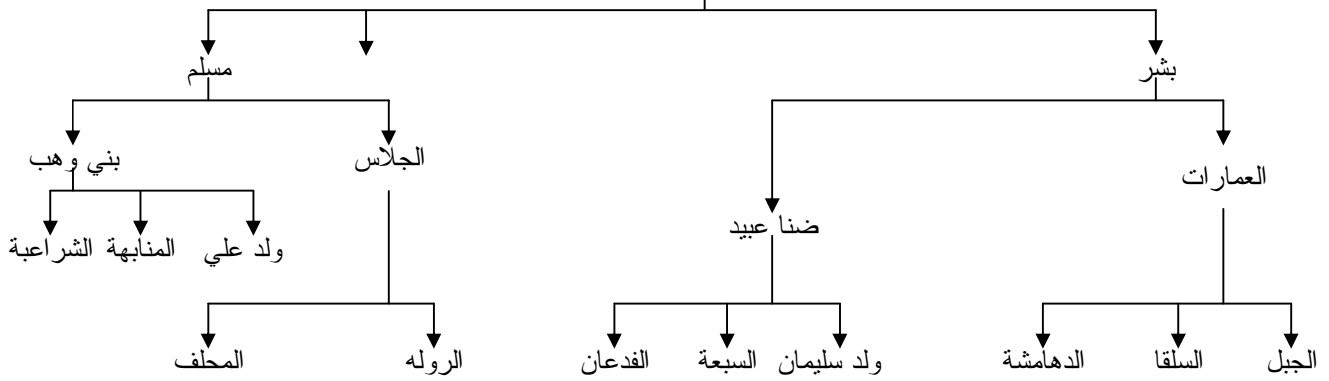 بشر مسلم
العمارات الجلاس بني وهب
ضنا عبيد
ولد علي المنابهة الشراعبة
الجبل السلقا الدهامشة ولد سليمان السبعة الفدعان الروله المحلف